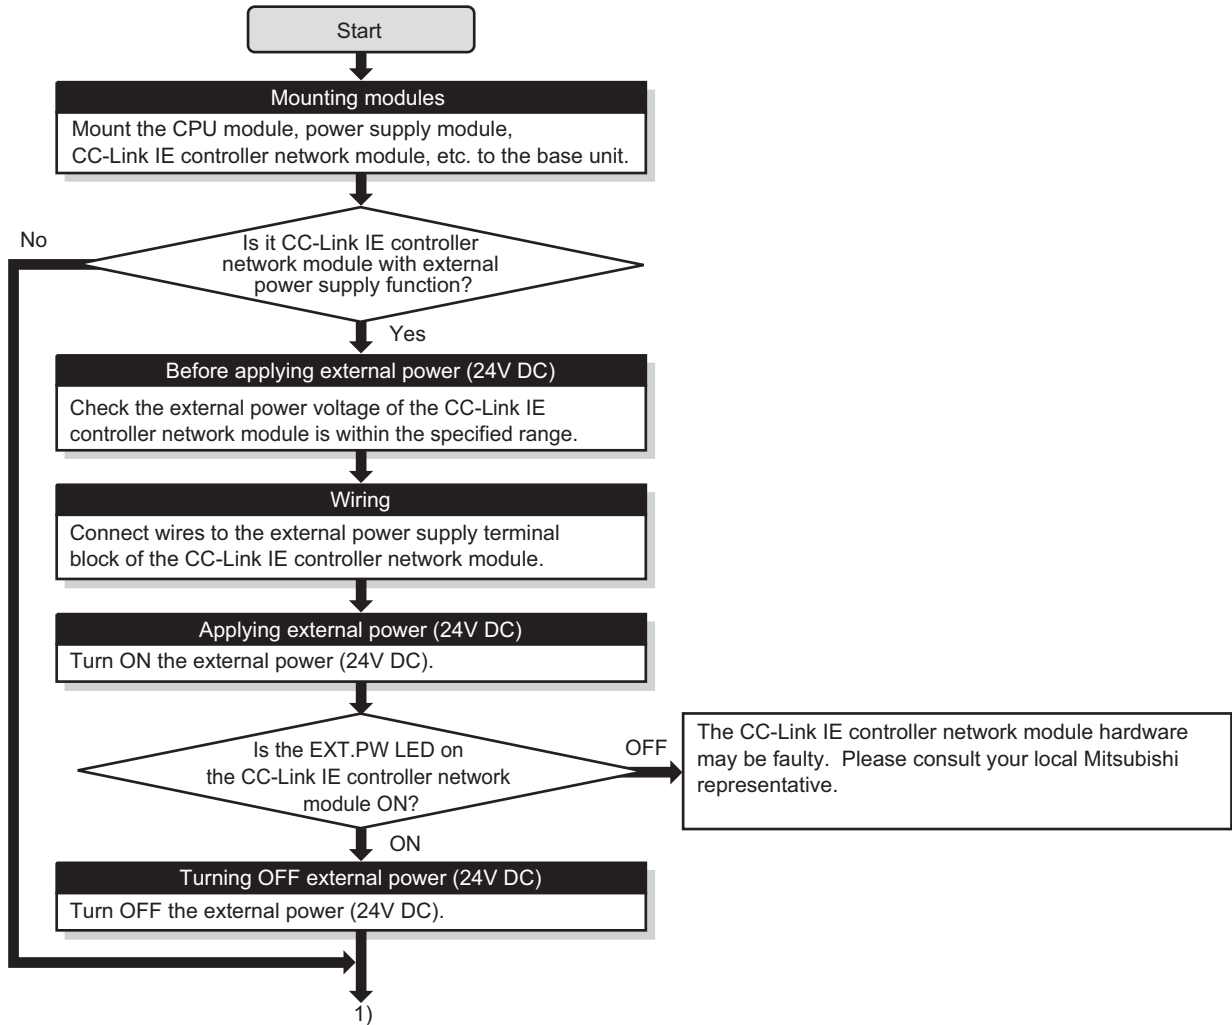 Start
Mounting modules
Mount the CPU module, power supply module,
CC-Link IE controller network module, etc. to the base unit.
No
Is it CC-Link IE controller
network module with external
power supply function?
Yes
Before applying external power (24V DC)
Check the external power voltage of the CC-Link IE
controller network module is within the specified range.
Wiring
Connect wires to the external power supply terminal
block of the CC-Link IE controller network module.
Applying external power (24V DC)
Turn ON the external power (24V DC).
Is the EXT.PW LED on
the CC-Link IE controller network
module ON?
OFF
The CC-Link IE controller network module hardware
may be faulty.  Please consult your local Mitsubishi
representative.
ON
Turning OFF external power (24V DC)
Turn OFF the external power (24V DC).
1)